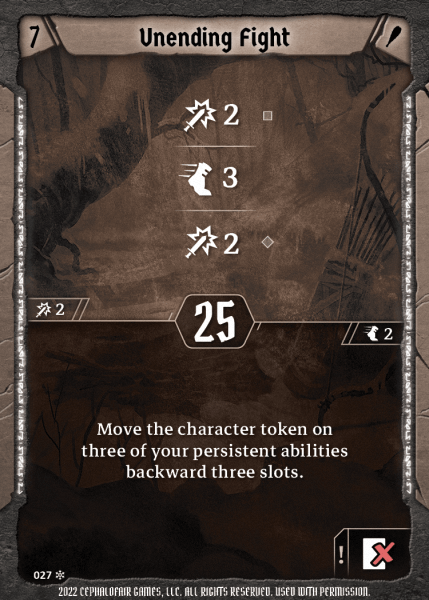 7
Unending Fight
2
3
2
2
25
2
Move the character token on
three of your persistent abilities
backward three slots.
!
027
2022 CEPHALOFAIR GAMES, LLC. ALL RIGHTS RESERVED. USED WITH PERMISSION.